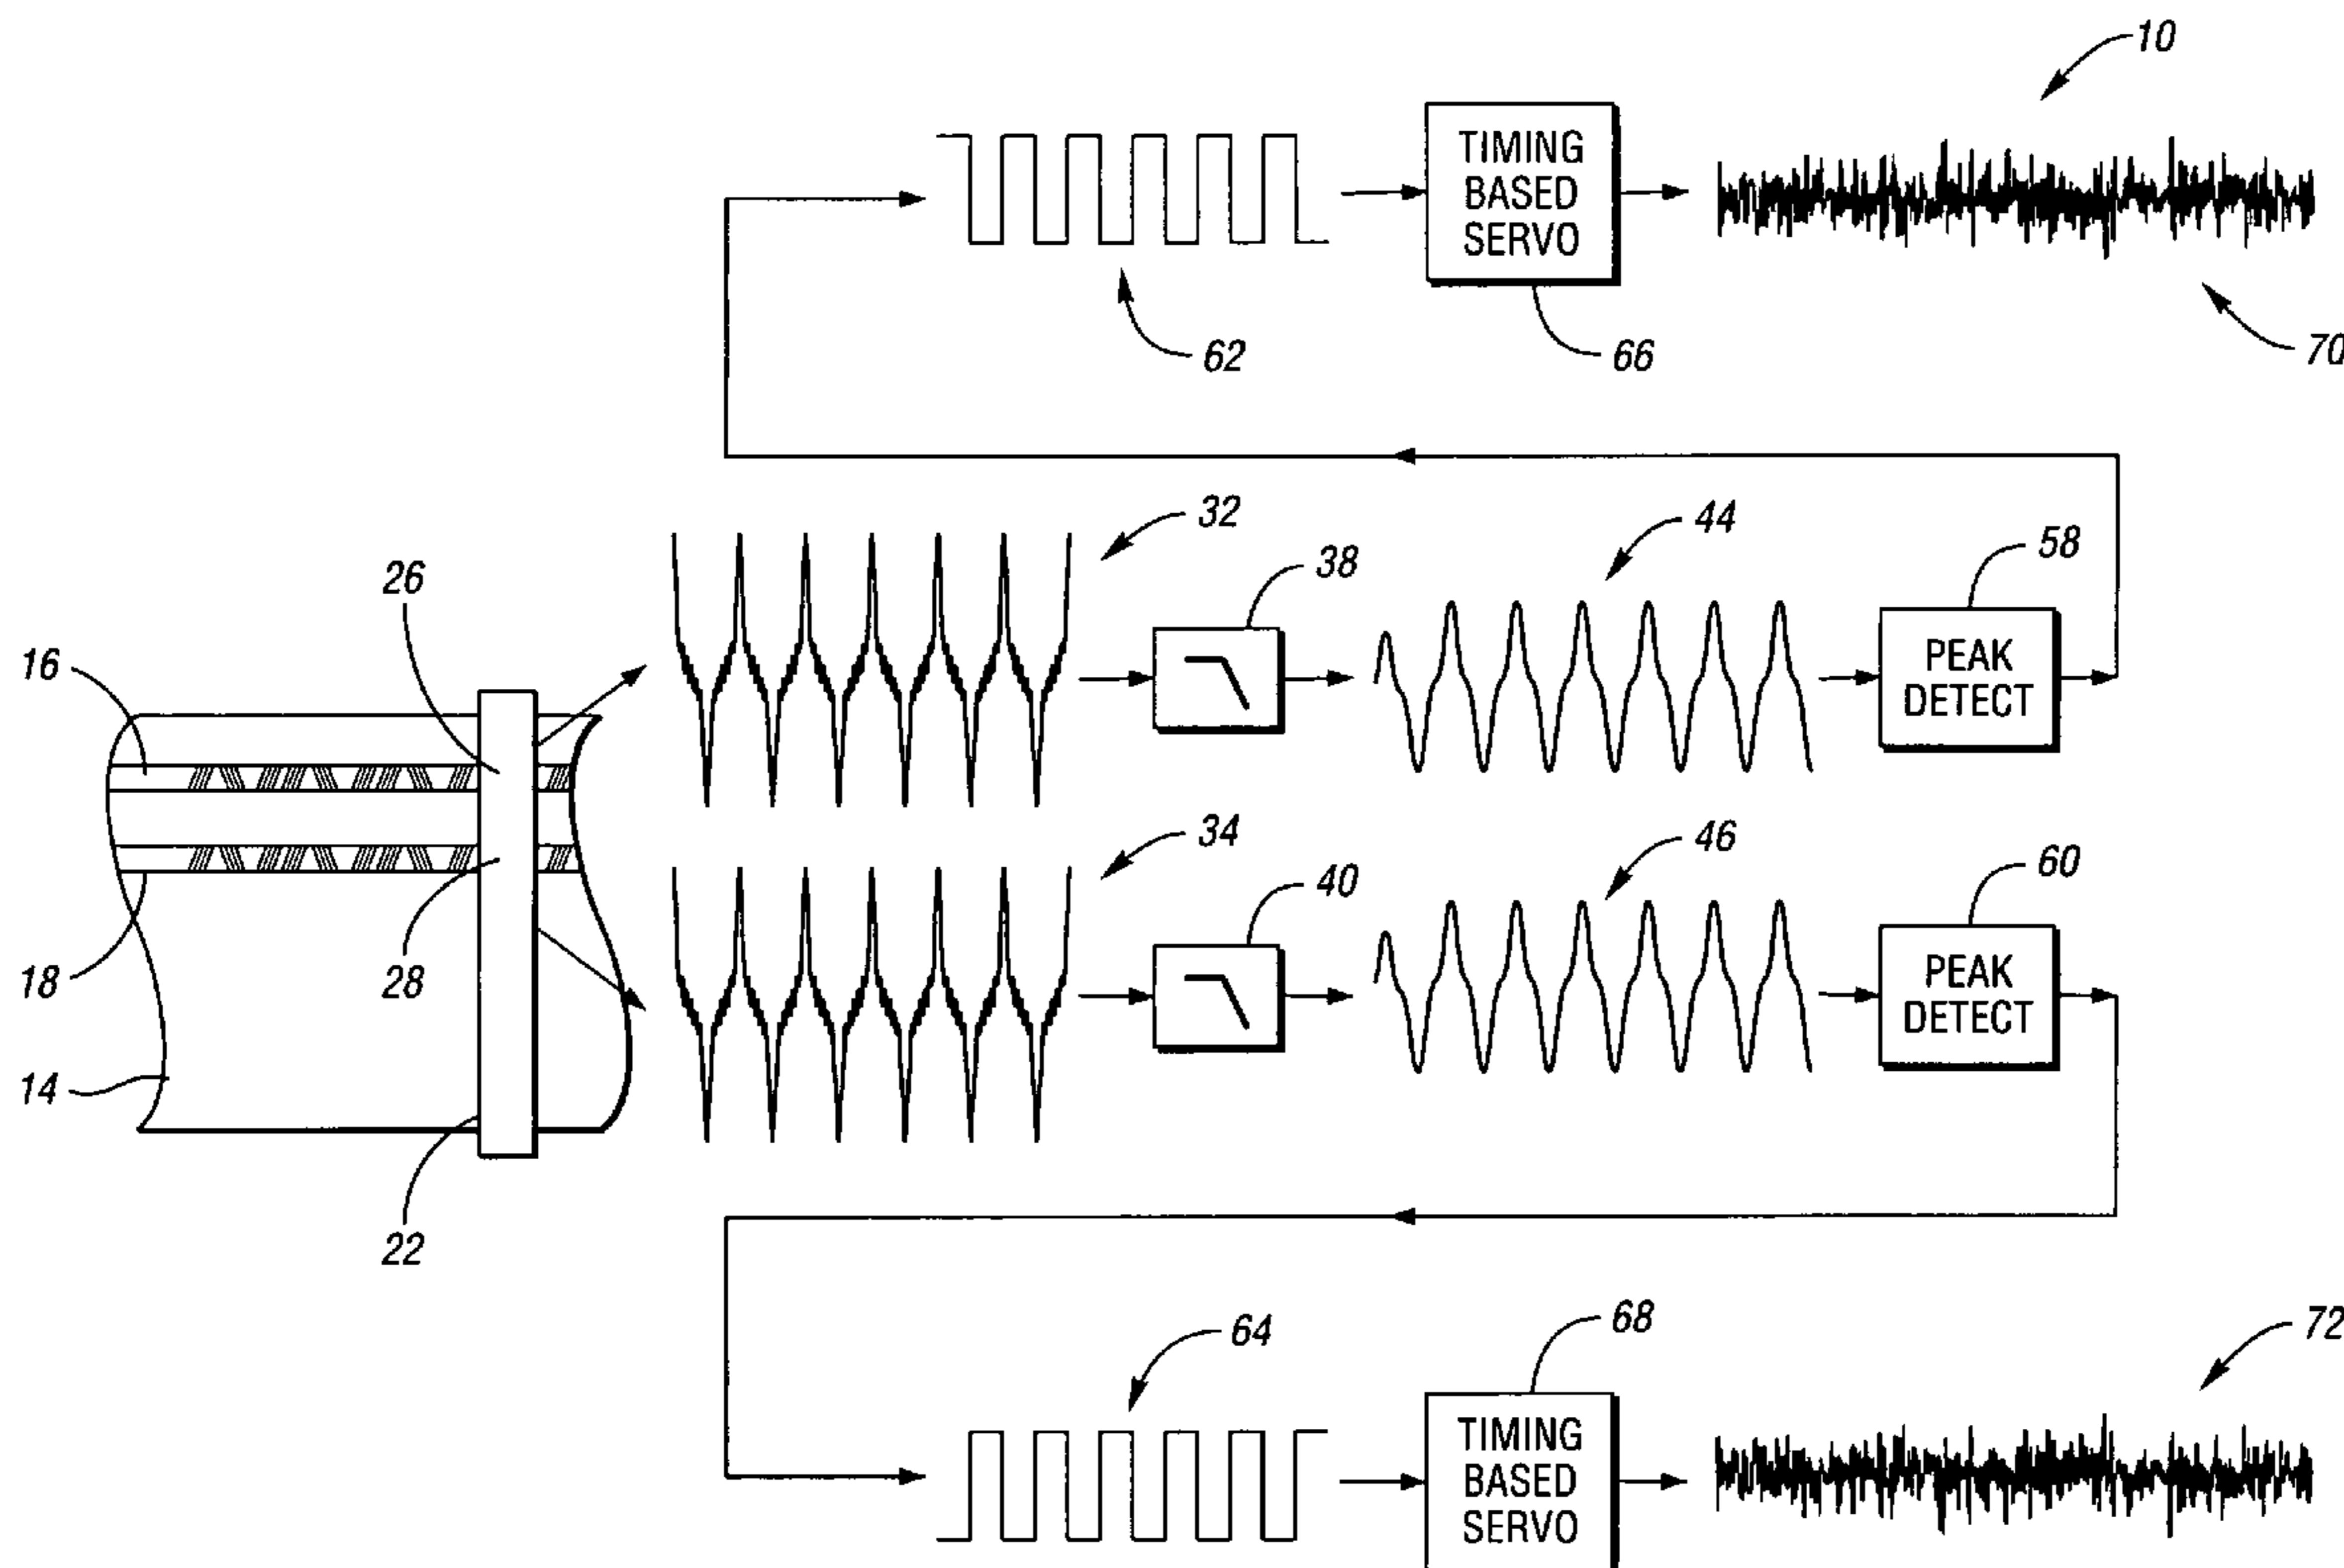 10
TIMING
BASED
SERVO
62
66
70
32
44
38
58
26
PEAK
DETECT
16
34
46
40
60
PEAK
DETECT
18
28
14
22
64
68
72
TIMING
BASED
SERVO